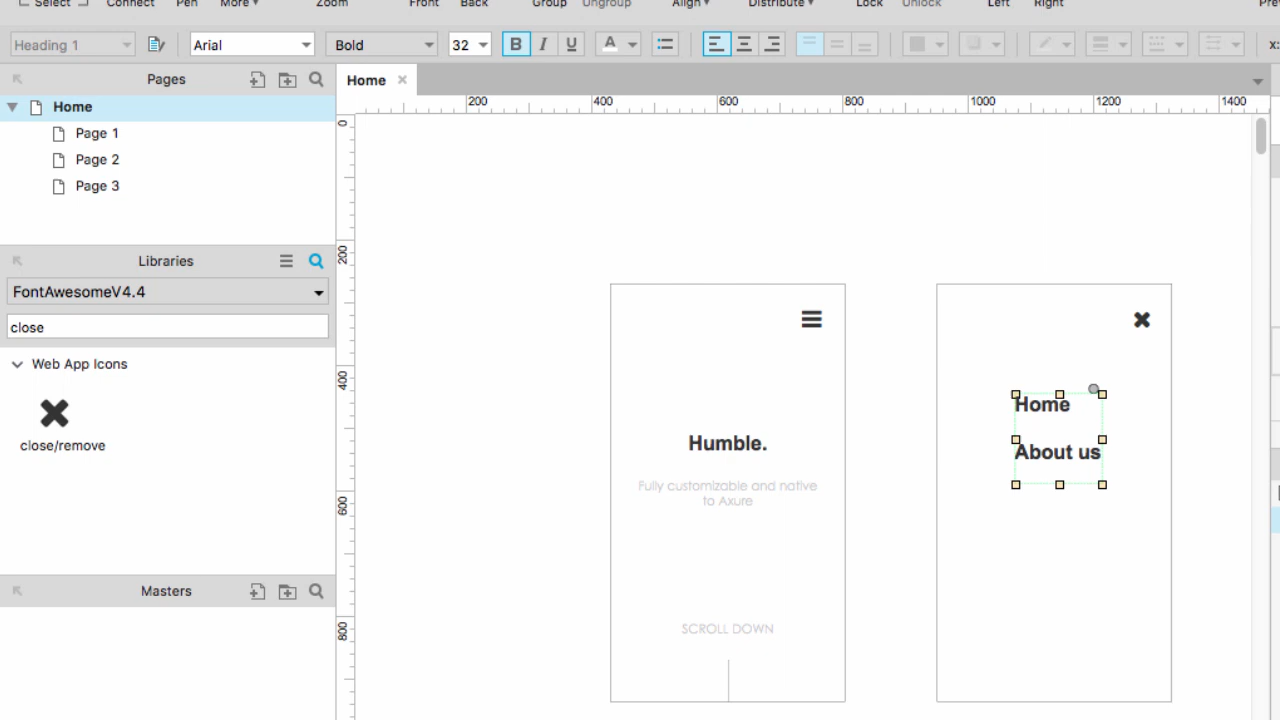 Select Connect Pen More Zoom Front Back Group Ungroup Align Distribute Lock Unlock Left Right
Heading 1 Arial Bold 32 B I U A x:
Pages Home
200 400 600 800 1000 1200 1400
Home
Page 1
Page 2
Page 3
Libraries
FontAwesomeV4.4
close
Web App Icons
close/remove
Masters
0
200
400
600
800
Humble.
Fully customizable and native
to Axure
SCROLL DOWN
Home
About us